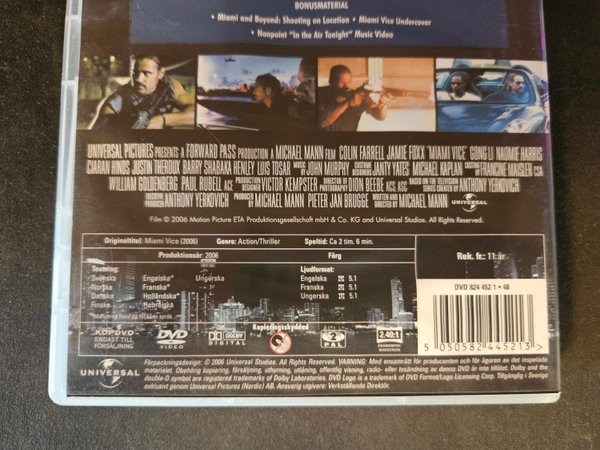 BONUSMATERIAL
• Miami and Beyond: Shooting on Location • Miami Vice Undercover
• Nonpoint "In the Air Tonight" Music Video
UNIVERSAL PICTURES PRESENTS A FORWARD PASS PRODUCTION A MICHAEL MANN FILM COLIN FARRELL JAMIE FOXX "MIAMI VICE" GONG LI NAOMIE HARRIS
CIARÁN HINDS JUSTIN THEROUX BARRY SHABAKA HENLEY LUIS TOSAR MUSIC BY JOHN MURPHY COSTUME DESIGNER JANTY YATES MICHAEL KAPLAN CASTING BY FRANCINE MAISLER CSA
WILLIAM GOLDENBERG ACE PAUL RUBELL ACE PRODUCTION DESIGNER VICTOR KEMPSTER DIRECTOR OF PHOTOGRAPHY DION BEEBE ACS, ASC BASED ON THE SERIES CREATED BY ANTHONY YERKOVICH
EXECUTIVE PRODUCER ANTHONY YERKOVICH PRODUCED BY MICHAEL MANN PIETER JAN BRUGGE WRITTEN AND DIRECTED BY MICHAEL MANN
UNIVERSAL
Film © 2006 Motion Picture ETA Produktionsgesellschaft mbH & Co. KG and Universal Studios. All Rights Reserved.
Originaltitel: Miami Vice (2006) Genre: Action/Thriller Speltid: Ca 2 tim. 6 min.
Rek. fr.: 11 år
Produktionsår: 2006 Färg
Textning: Ljudformat:
Svenska Engelska* Ungerska Engelska 5.1
Norska Franska* Franska 5.1
Danska Holländska* Ungerska 5.1
Finska Hebreiska
DVD 824 452 1 • 48
KÖPDVD
ENDAST TILL
FÖRSÄLJNING
DVD
VIDEO
DOLBY
DIGITAL
Kopieringsskyddad
2
PAL
2.40:1
5 050582 445213 >
UNIVERSAL
Förpackningsdesign: © 2006 Universal Studios. All Rights Reserved. VARNING: Med ensamrätt för producenten och för ägaren av det inspelade
materialet. Obehörig kopiering, försäljning, uthyrning, utlåning, offentlig visning, radio- eller tv-sändning av denna DVD är inte tillåtet. Dolby and the
double-D symbol are registered trademarks of Dolby Laboratories. DVD Logo is a trademark of DVD Format/Logo Licensing Corp. Tillgänglig i Sverige
exklusivt genom Universal Pictures (Nordic) AB. Ansvarig utgivare: Verkställande Direktör.